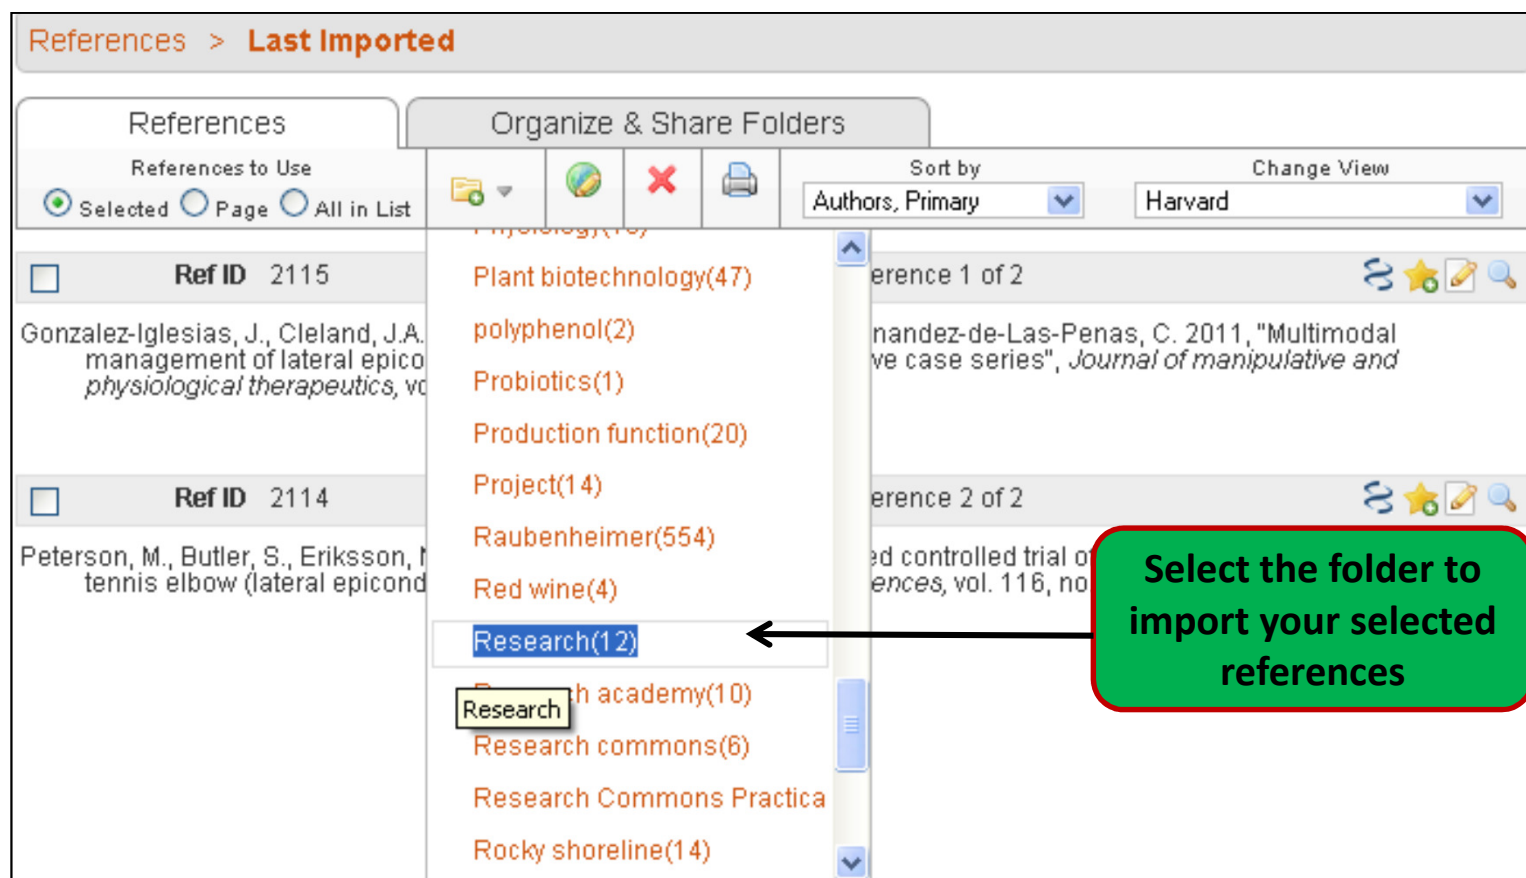 References > Last Imported
References
Organize & Share Folders
References to Use
Selected Page All in List
Sort by
Authors, Primary
Change View
Harvard
Ref ID 2115
erence 1 of 2
Gonzalez-Iglesias, J., Cleland, J.A.
nandez-de-Las-Penas, C. 2011, "Multimodal
management of lateral epico
ve case series", Journal of manipulative and
physiological therapeutics, vo
Ref ID 2114
erence 2 of 2
Peterson, M., Butler, S., Eriksson,
ed controlled trial of
tennis elbow (lateral epicond
ences, vol. 116, no
Plant biotechnology(47)
polyphenol(2)
Probiotics(1)
Production function(20)
Project(14)
Raubenheimer(554)
Red wine(4)
Research(12)
Research
academy(10)
Research commons(6)
Research Commons Practica
Rocky shoreline(14)
Select the folder to
import your selected
references